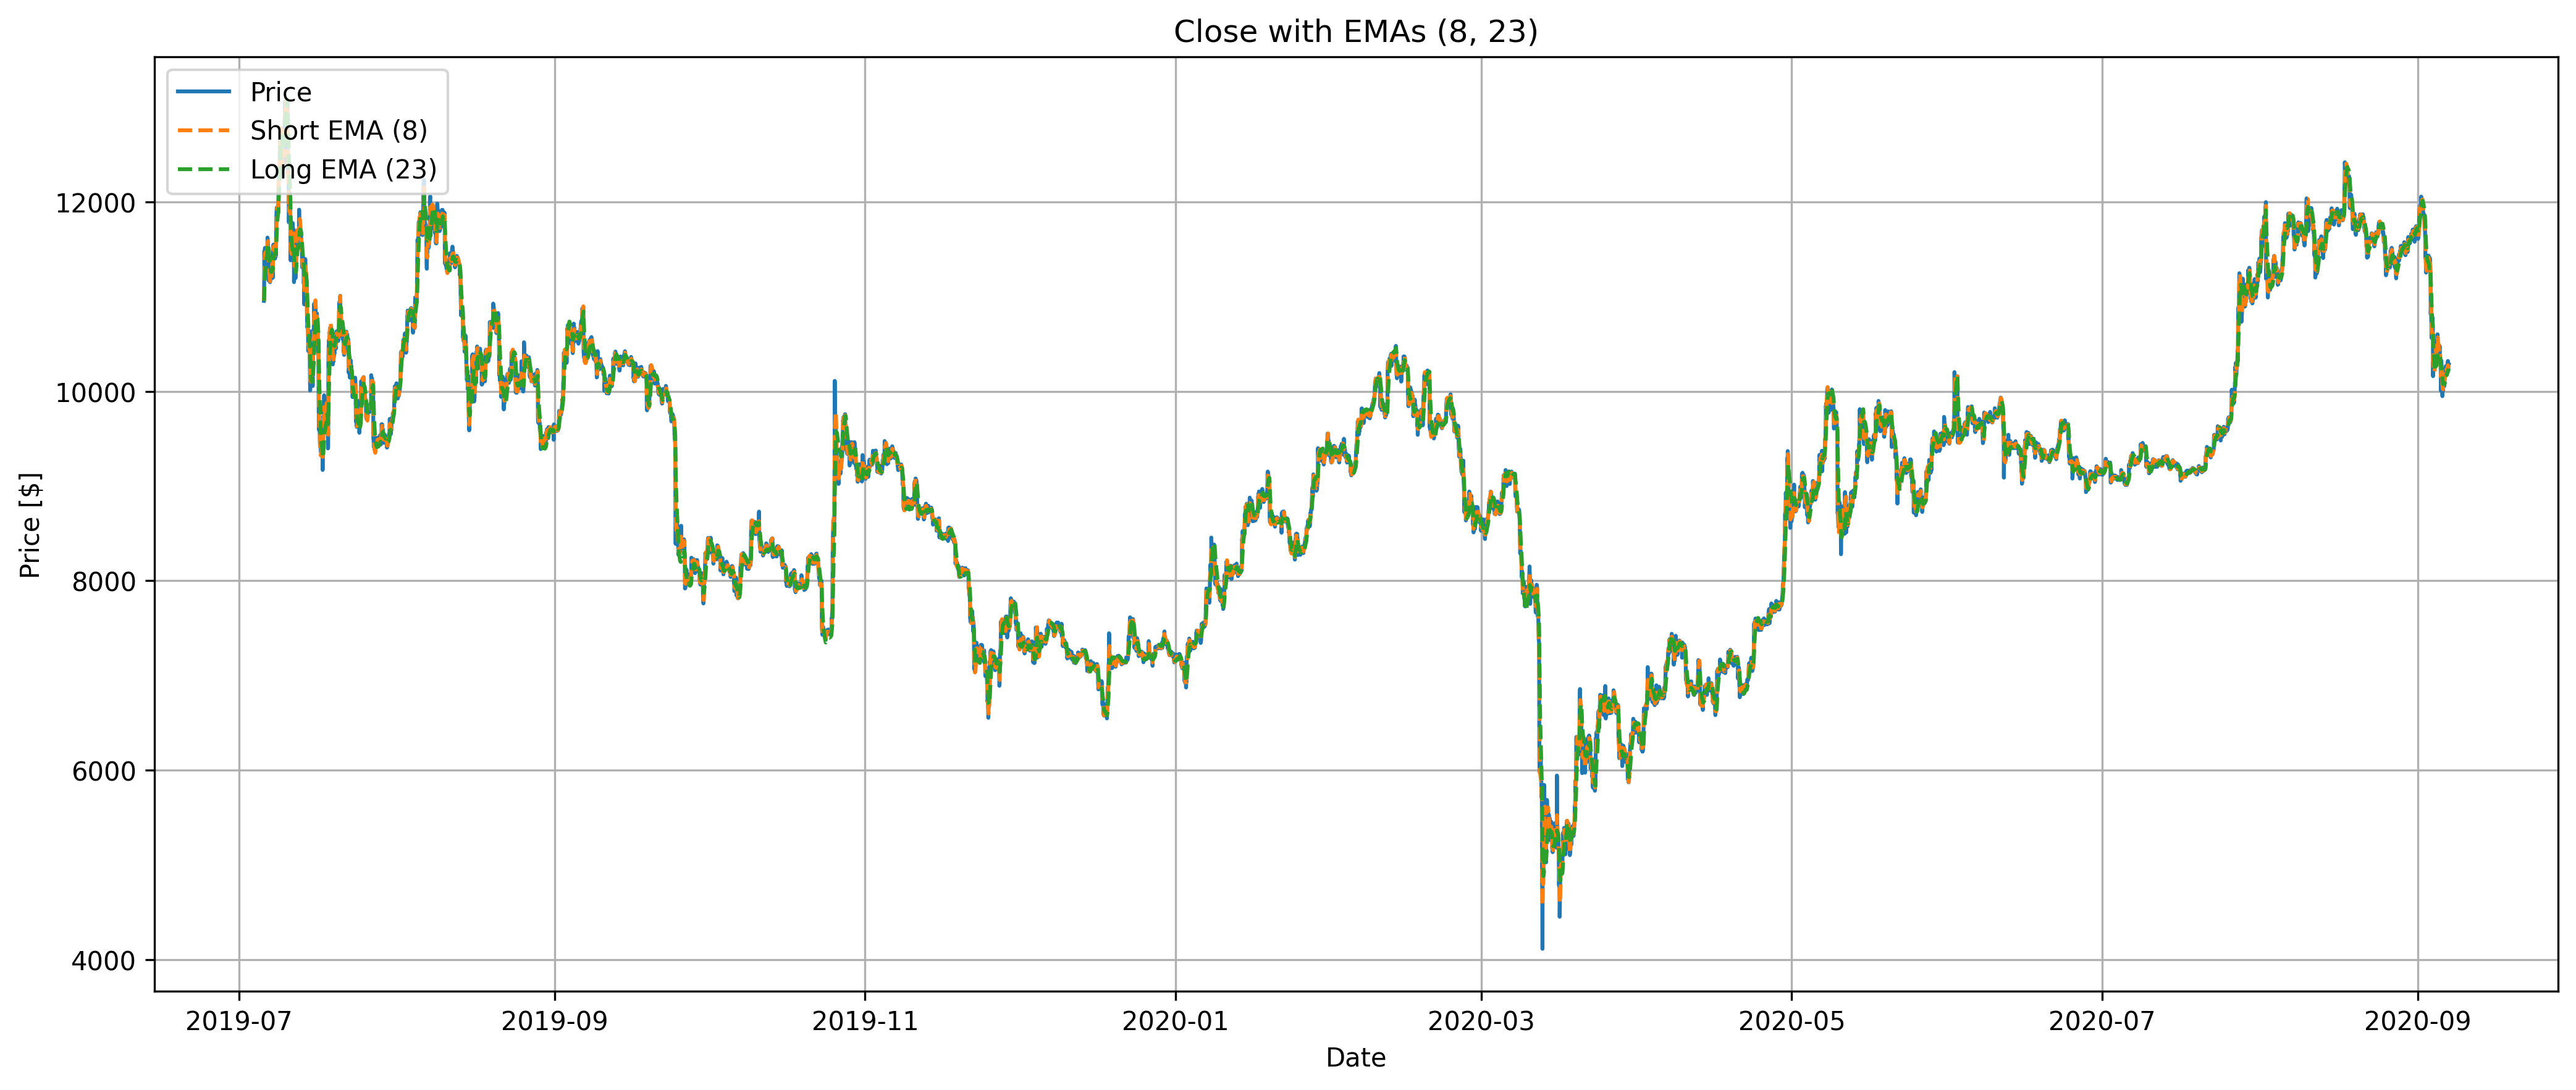 Close with EMAs (8, 23)
Price
Short EMA (8)
Long EMA (23)
12000
10000
8000
6000
4000
Price [$]
2019-07 2019-09 2019-11 2020-01 2020-03 2020-05 2020-07 2020-09
Date